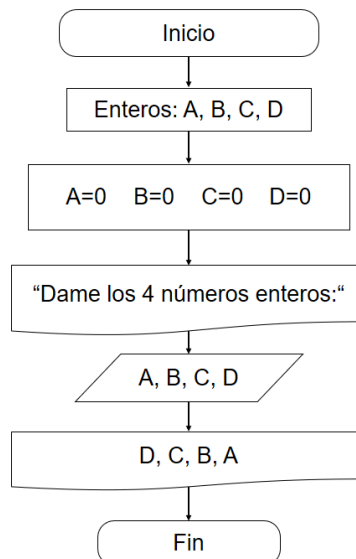 Inicio
Enteros: A, B, C, D
A=0 B=0 C=0 D=0
“Dame los 4 números enteros:“
A, B, C, D
D, C, B, A
Fin